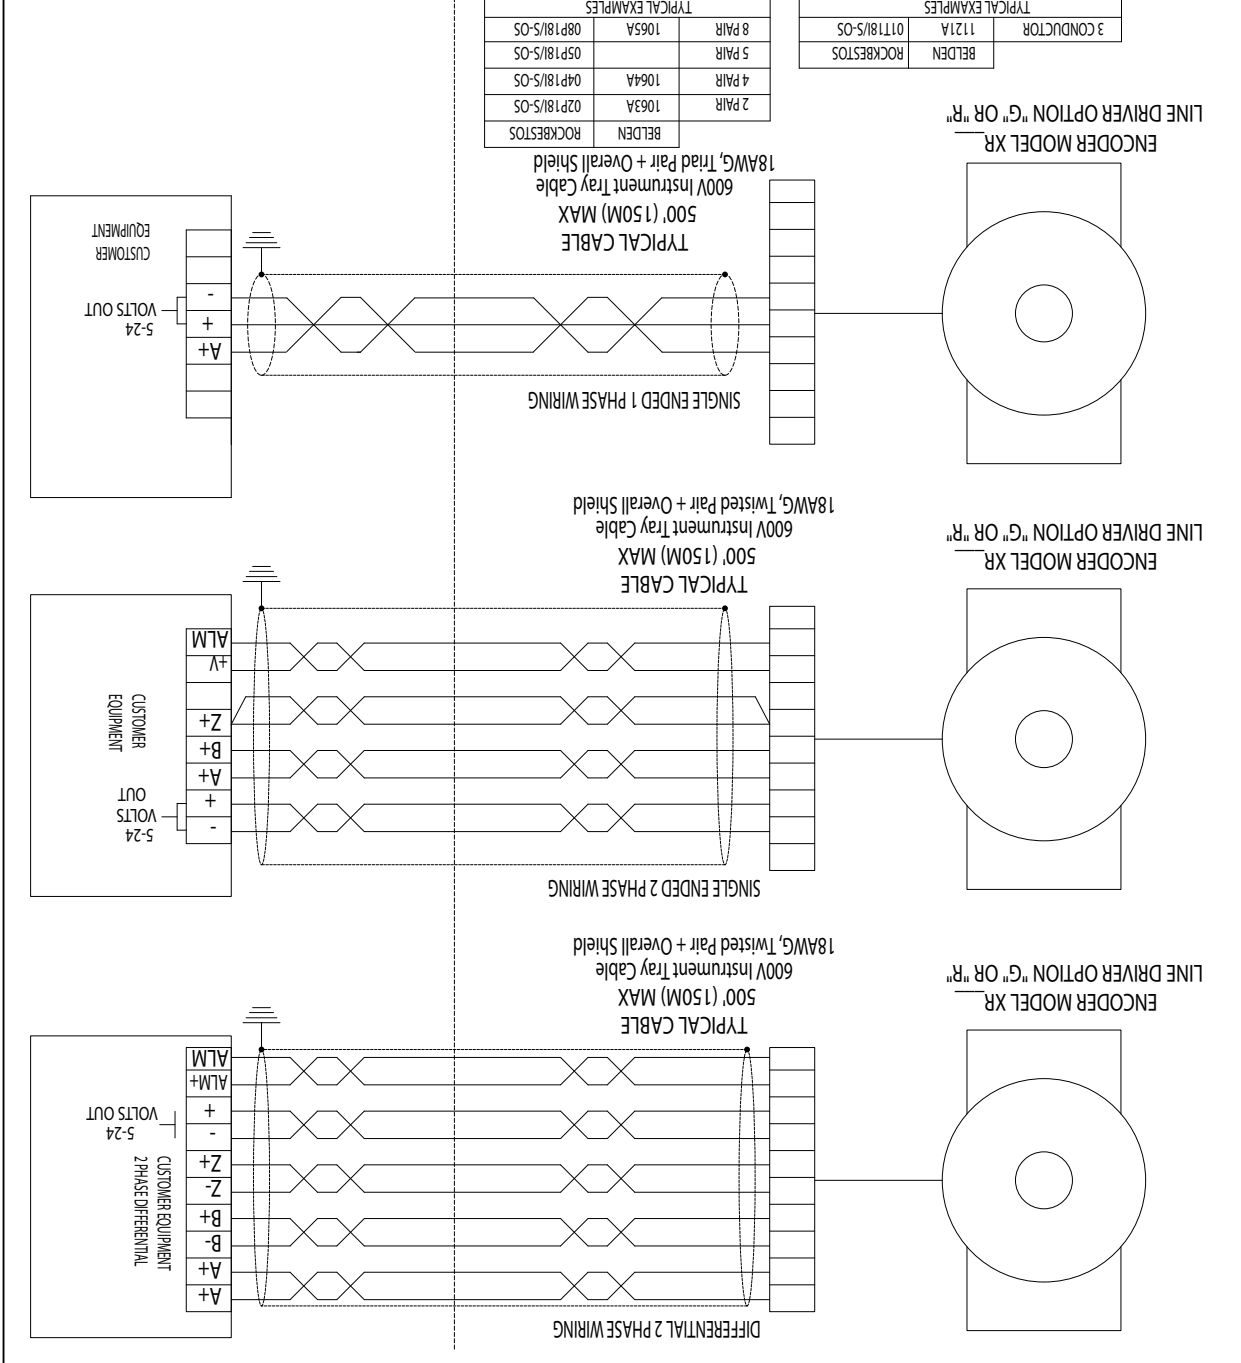 DIFFERENTIAL 2 PHASE WIRING
A+
A+
B-
B+
Z-
Z+
-
+
ALM+
ALM
CUSTOMER EQUIPMENT
2 PHASE DIFFERENTIAL
5-24
VOLTS OUT
TYPICAL CABLE
500' (150M) MAX
600V Instrument Tray Cable
18AWG, Twisted Pair + Overall Shield
ENCODER MODEL XR___
LINE DRIVER OPTION "G" OR "R"
SINGLE ENDED 2 PHASE WIRING
-
+
A+
B+
Z+
+V
ALM
5-24
VOLTS
OUT
CUSTOMER
EQUIPMENT
TYPICAL CABLE
500' (150M) MAX
600V Instrument Tray Cable
18AWG, Twisted Pair + Overall Shield
ENCODER MODEL XR___
LINE DRIVER OPTION "G" OR "R"
SINGLE ENDED 1 PHASE WIRING
A+
+
-
5-24
VOLTS OUT
CUSTOMER
EQUIPMENT
TYPICAL CABLE
500' (150M) MAX
600V Instrument Tray Cable
18AWG, Triad Pair + Overall Shield
ENCODER MODEL XR___
LINE DRIVER OPTION "G" OR "R"
BELDEN ROCKBESTOS
3 CONDUCTOR 1121A 01T18I/S-OS
TYPICAL EXAMPLES
BELDEN ROCKBESTOS
2 PAIR 1063A 02P18I/S-OS
4 PAIR 1064A 04P18I/S-OS
5 PAIR 05P18I/S-OS
8 PAIR 1065A 08P18I/S-OS
TYPICAL EXAMPLES